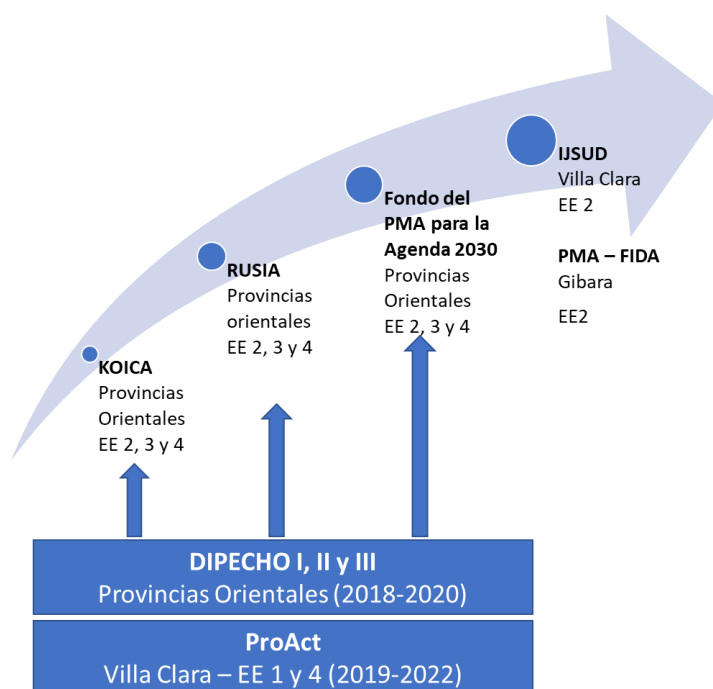 KOICA
Provincias
Orientales
EE 2, 3 y 4
RUSIA
Provincias
orientales
EE 2, 3 y 4
Fondo del
PMA para la
Agenda 2030
Provincias
Orientales
EE 2, 3 y 4
IJSUD
Villa Clara
EE 2
PMA – FIDA
Gibara
EE2
DIPECHO I, II y III
Provincias Orientales (2018-2020)
ProAct
Villa Clara – EE 1 y 4 (2019-2022)